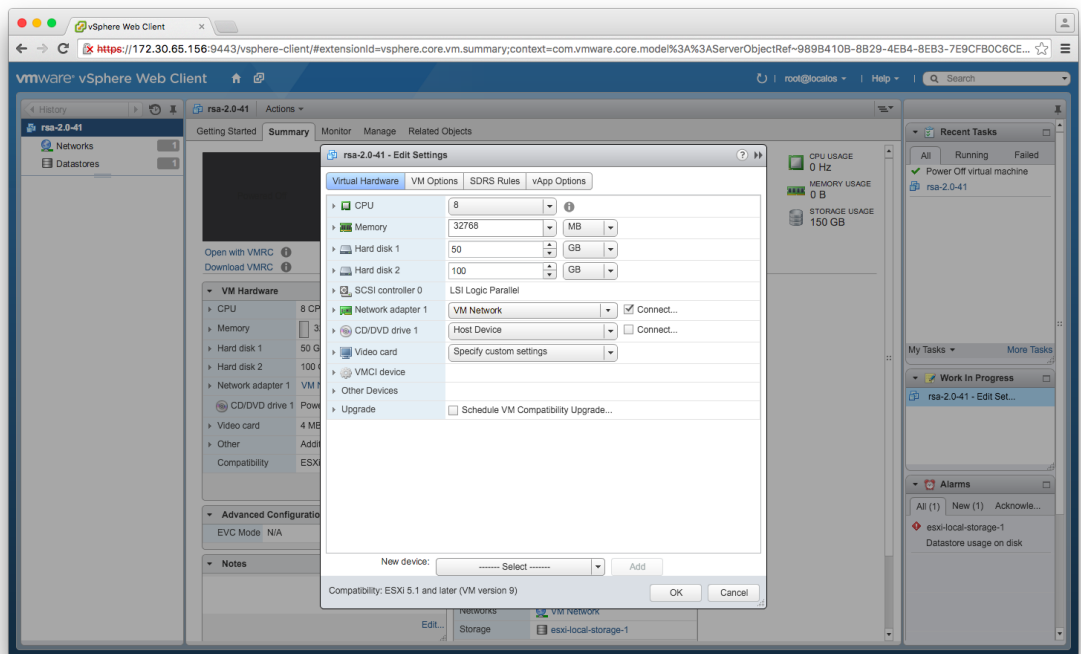 vSphere Web Client
https://172.30.65.156:9443/vsphere-client/#extensionId=vsphere.core.vm.summary;context=com.vmware.core.model%3A%3AServerObjectRef~989B410B-8B29-4EB4-8EB3-7E9CFB0C6CE...
vmware® vSphere Web Client
root@localos
Help
Search
History
rsa-2.0-41
Networks 1
Datastores 1
rsa-2.0-41 Actions
Getting Started Summary Monitor Manage Related Objects
Open with VMRC
Download VMRC
VM Hardware
CPU 8 CP
Memory 3
Hard disk 1 50 G
Hard disk 2 100
Network adapter 1 VM N
CD/DVD drive 1 Powe
Video card 4 MB
Other Addit
Compatibility ESXi
Advanced Configuratio
EVC Mode N/A
Notes
Edit...
CPU USAGE
0 Hz
MEMORY USAGE
0 B
STORAGE USAGE
150 GB
rsa-2.0-41 - Edit Settings
Virtual Hardware VM Options SDRS Rules vApp Options
CPU 8
Memory 32768 MB
Hard disk 1 50 GB
Hard disk 2 100 GB
SCSI controller 0 LSI Logic Parallel
Network adapter 1 VM Network Connect...
CD/DVD drive 1 Host Device Connect...
Video card Specify custom settings
VMCI device
Other Devices
Upgrade Schedule VM Compatibility Upgrade...
New device: ------- Select ------- Add
Compatibility: ESXi 5.1 and later (VM version 9) OK Cancel
Networks VM Network
Storage esxi-local-storage-1
Recent Tasks
All Running Failed
Power Off virtual machine
rsa-2.0-41
My Tasks More Tasks
Work In Progress
rsa-2.0-41 - Edit Set...
Alarms
All (1) New (1) Acknowle...
esxi-local-storage-1
Datastore usage on disk